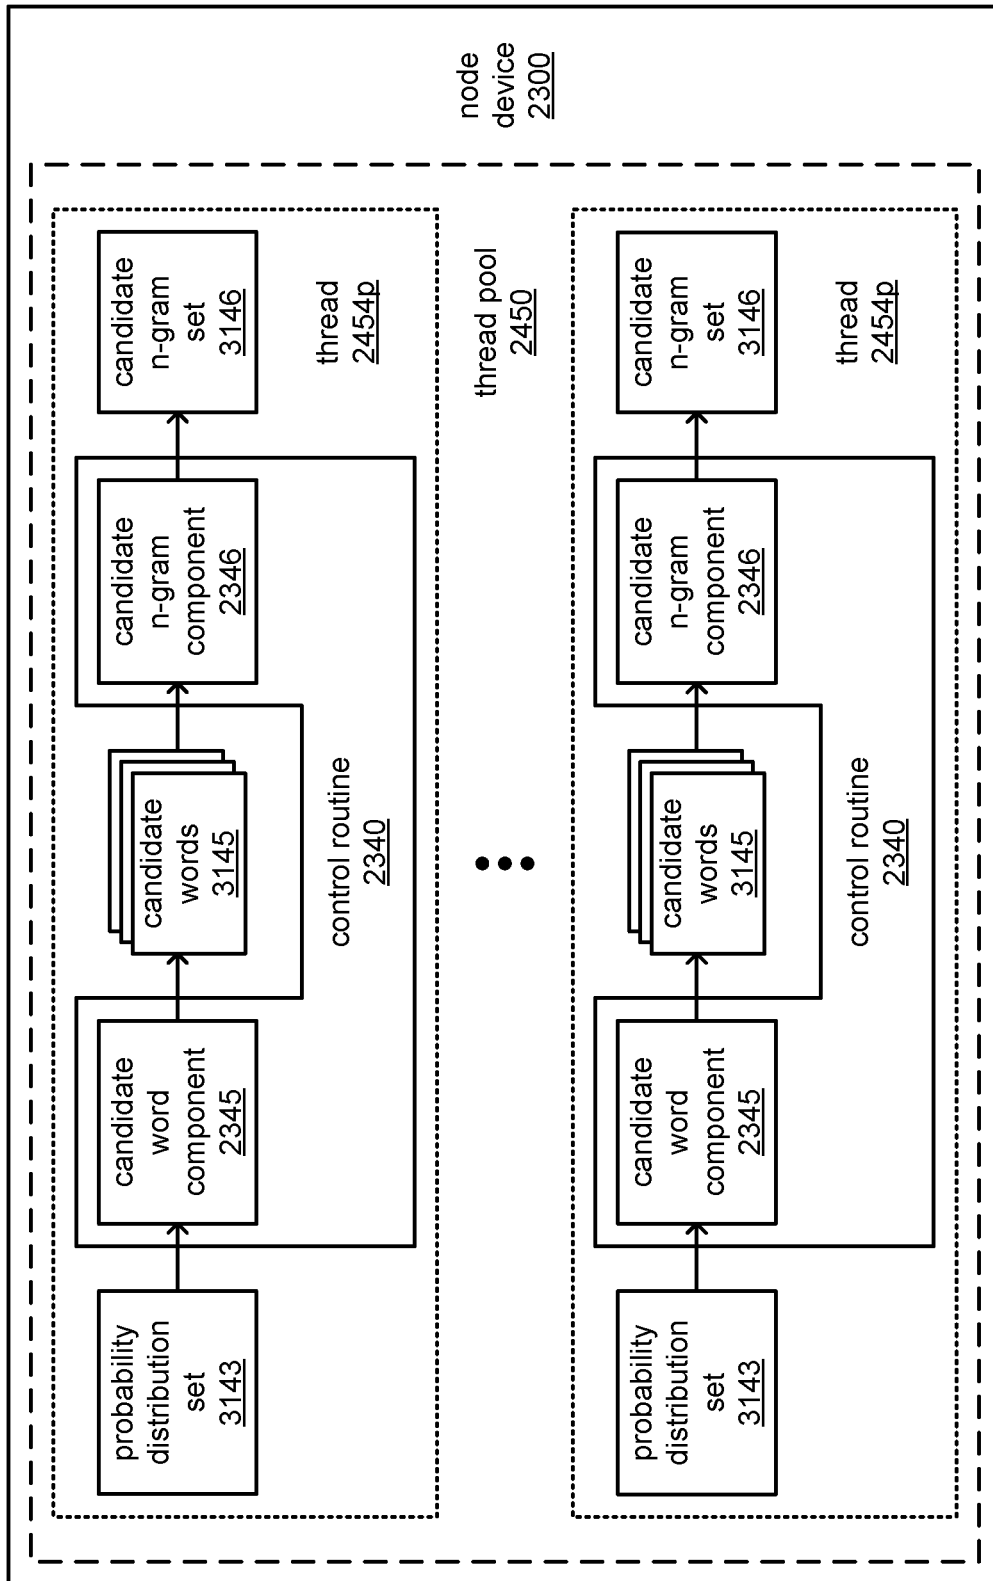 probability
distribution
set
3143
candidate
word
component
2345
candidate
words
3145
candidate
n-gram
component
2346
candidate
n-gram
set
3146
control routine
2340
thread
2454p
thread pool
2450
node
device
2300
probability
distribution
set
3143
candidate
word
component
2345
candidate
words
3145
candidate
n-gram
component
2346
candidate
n-gram
set
3146
control routine
2340
thread
2454p